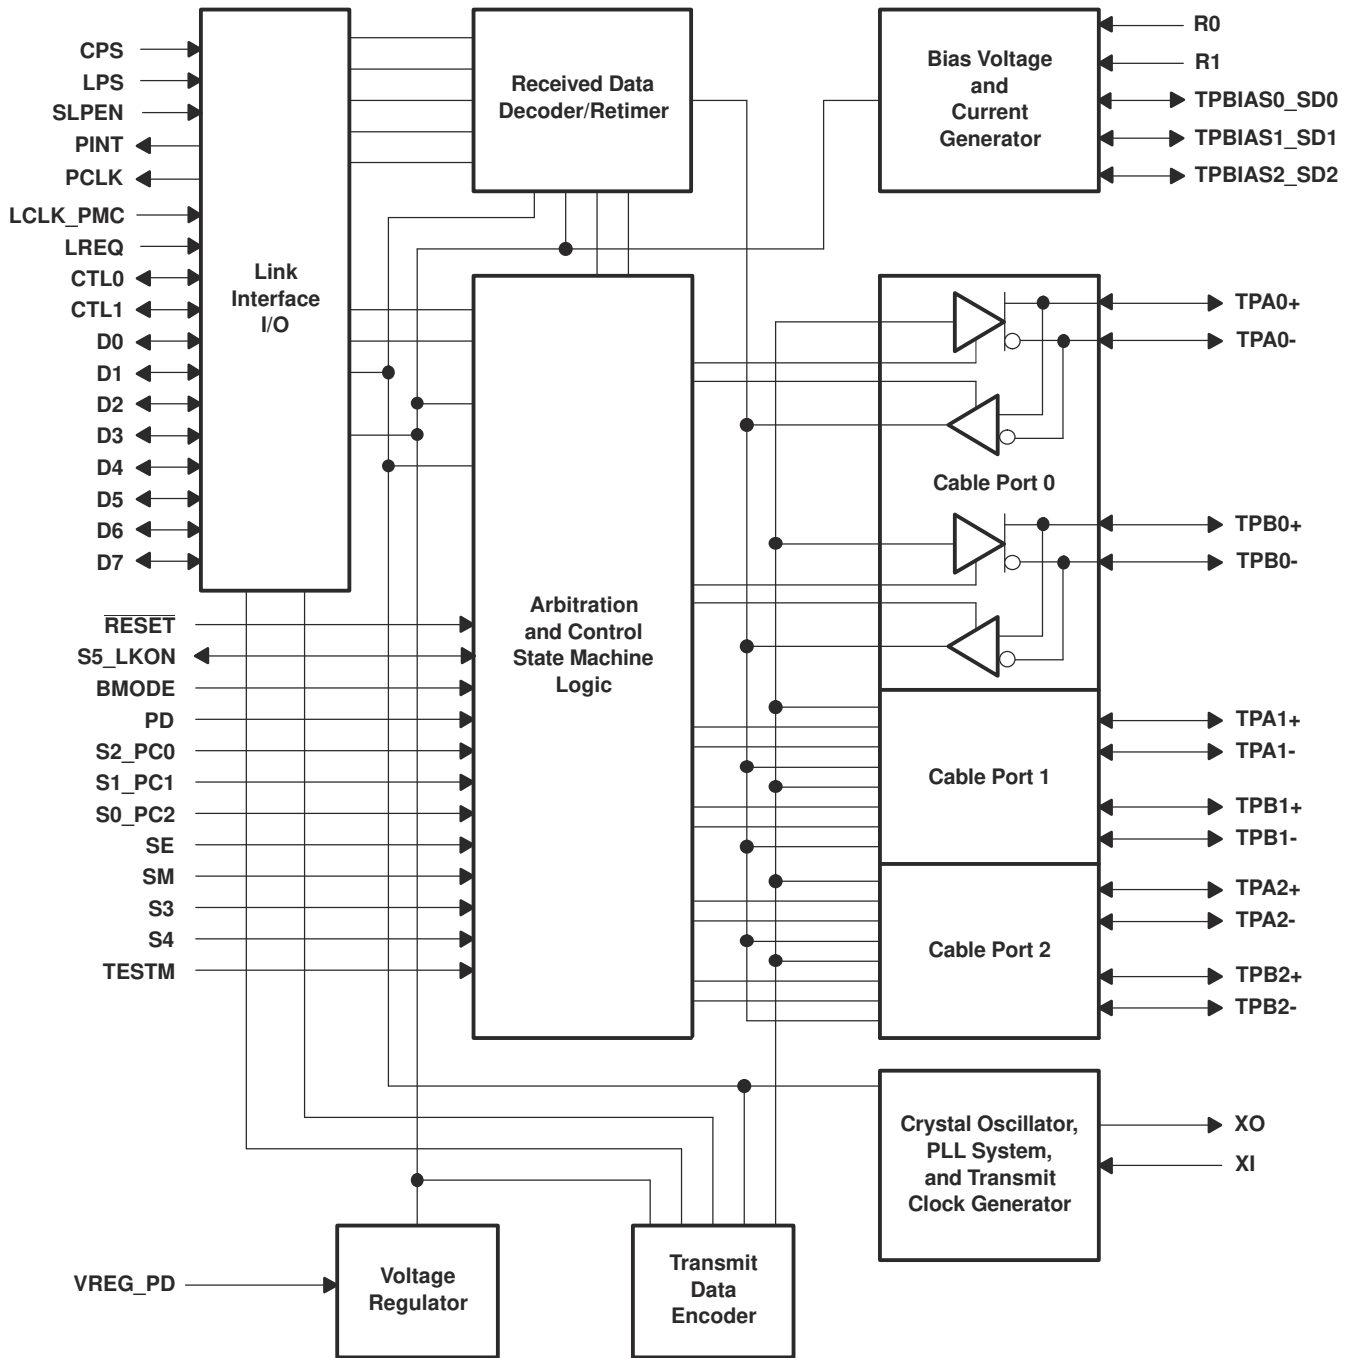 CPS
LPS
SLPEN
PINT
PCLK
LCLK_PMC
LREQ
CTL0
CTL1
D0
D1
D2
D3
D4
D5
D6
D7
Link
Interface
I/O
Received Data
Decoder/Retimer
Bias Voltage
and
Current
Generator
R0
R1
TPBIAS0_SD0
TPBIAS1_SD1
TPBIAS2_SD2
RESET
S5_LKON
BMODE
PD
S2_PC0
S1_PC1
S0_PC2
SE
SM
S3
S4
TESTM
Arbitration
and Control
State Machine
Logic
Cable Port 0
TPA0+
TPA0-
TPB0+
TPB0-
Cable Port 1
TPA1+
TPA1-
TPB1+
TPB1-
Cable Port 2
TPA2+
TPA2-
TPB2+
TPB2-
Crystal Oscillator,
PLL System,
and Transmit
Clock Generator
XO
XI
VREG_PD
Voltage
Regulator
Transmit
Data
Encoder